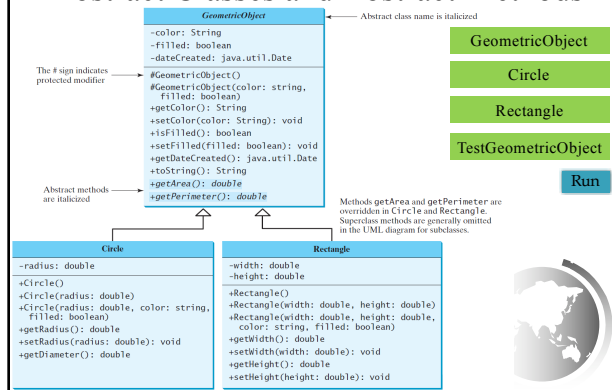 Abstract Classes and Abstract Methods
GeometricObject
Abstract class name is italicized
-color: String
-filled: boolean
-dateCreated: java.util.Date
The # sign indicates
protected modifier
#GeometricObject()
#GeometricObject(color: string,
filled: boolean)
+getColor(): String
+setColor(color: String): void
+isFilled(): boolean
+setFilled(filled: boolean): void
+getDateCreated(): java.util.Date
+toString(): String
+getArea(): double
+getPerimeter(): double
Abstract methods
are italicized
GeometricObject
Circle
Rectangle
TestGeometricObject
Run
Methods getArea and getPerimeter are
overridden in Circle and Rectangle.
Superclass methods are generally omitted
in the UML diagram for subclasses.
Circle
-radius: double
+Circle()
+Circle(radius: double)
+Circle(radius: double, color: string,
filled: boolean)
+getRadius(): double
+setRadius(radius: double): void
+getDiameter(): double
Rectangle
-width: double
-height: double
+Rectangle()
+Rectangle(width: double, height: double)
+Rectangle(width: double, height: double,
color: string, filled: boolean)
+getWidth(): double
+setWidth(width: double): void
+getHeight(): double
+setHeight(height: double): void